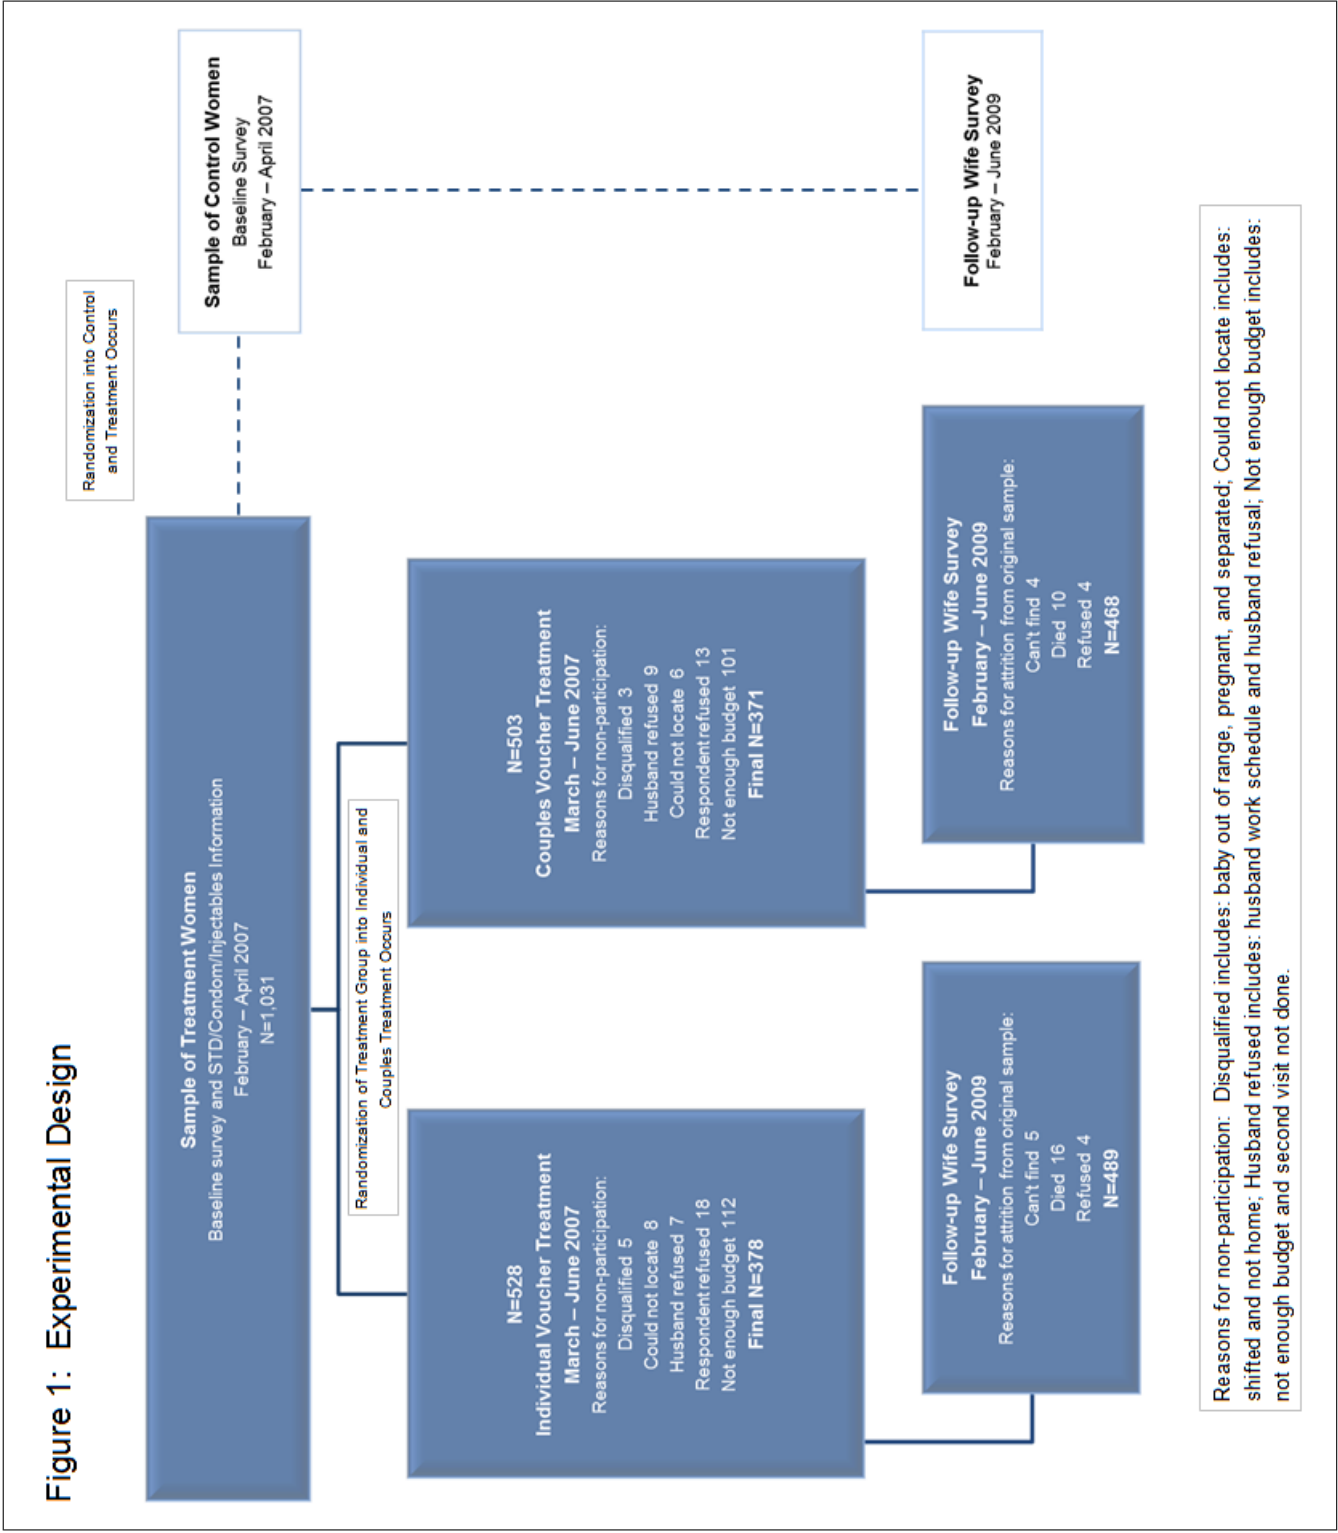 Figure 1: Experimental Design
Randomization into Control
and Treatment Occurs
Sample of Treatment Women
Baseline survey and STD/Condom/Injectables Information
February – April 2007
N=1,031
Sample of Control Women
Baseline Survey
February – April 2007
Randomization of Treatment Group into Individual and
Couples Treatment Occurs
N=528
Individual Voucher Treatment
March – June 2007
Reasons for non-participation:
Disqualified 5
Could not locate 8
Husband refused 7
Respondent refused 18
Not enough budget 112
Final N=378
N=503
Couples Voucher Treatment
March – June 2007
Reasons for non-participation:
Disqualified 3
Husband refused 9
Could not locate 6
Respondent refused 13
Not enough budget 101
Final N=371
Follow-up Wife Survey
February – June 2009
Reasons for attrition from original sample:
Can't find 5
Died 16
Refused 4
N=489
Follow-up Wife Survey
February – June 2009
Reasons for attrition from original sample:
Can't find 4
Died 10
Refused 4
N=468
Follow-up Wife Survey
February – June 2009
Reasons for non-participation: Disqualified includes: baby out of range, pregnant, and separated; Could not locate includes:
shifted and not home; Husband refused includes: husband work schedule and husband refusal; Not enough budget includes:
not enough budget and second visit not done.